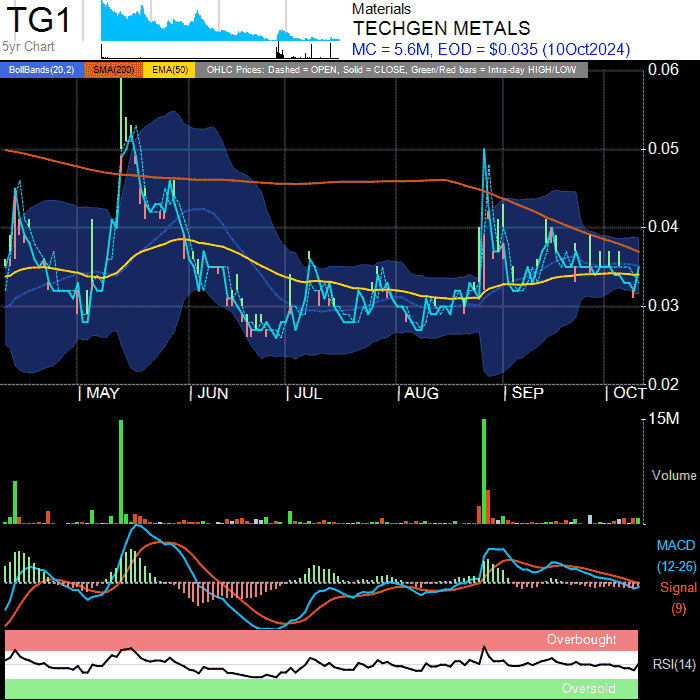 TG1
5yr Chart
Materials
TECHGEN METALS
MC = 5.6M, EOD = $0.035 (10Oct2024)
BollBands(20,2) SMA(200) EMA(50) OHLC Prices: Dashed = OPEN, Solid = CLOSE, Green/Red bars = Intra-day HIGH/LOW
0.06
0.05
0.04
0.03
0.02
| MAY | JUN | JUL | AUG | SEP | OCT
15M
Volume
MACD
(12-26)
Signal
(9)
Overbought
RSI(14)
Oversold